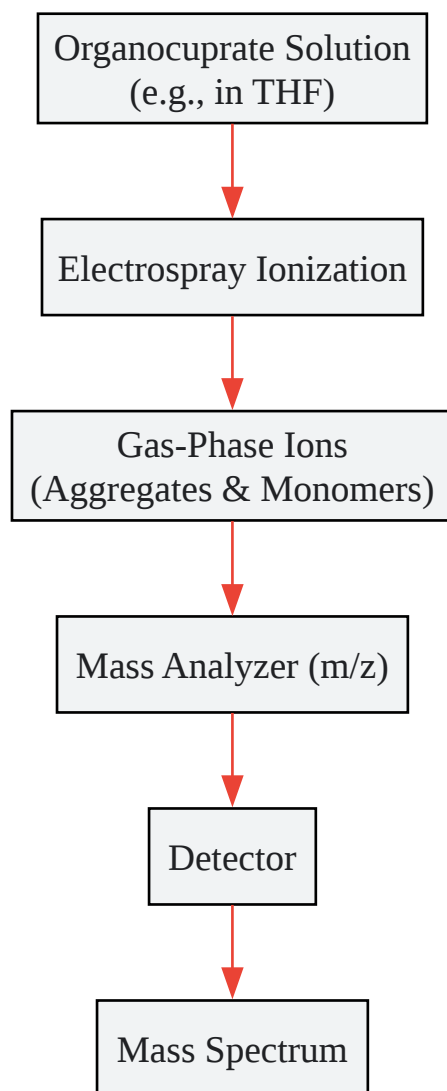 Organocuprate Solution
(e.g., in THF)
Electrospray Ionization
Gas-Phase Ions
(Aggregates & Monomers)
Mass Analyzer (m/z)
Detector
Mass Spectrum